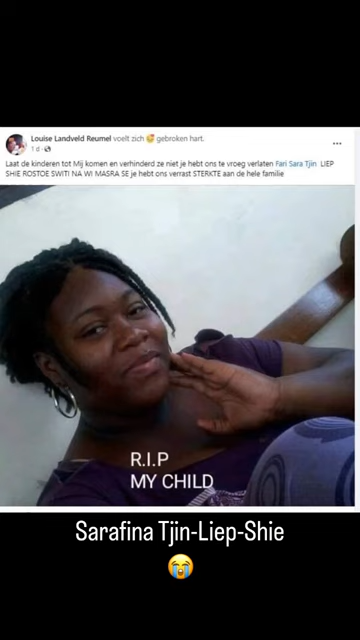 Louise Landveld Reumel voelt zich 🥰 gebroken hart.
1 d ·
Laat de kinderen tot Mij komen en verhinderd ze niet je hebt ons te vroeg verlaten Fari Sara Tjin LIEP
SHIE ROSTOE SWITI NA WI MASRA SE je hebt ons verrast STERKTE aan de hele familie
R.I.P
MY CHILD
Sarafina Tjin-Liep-Shie
😭